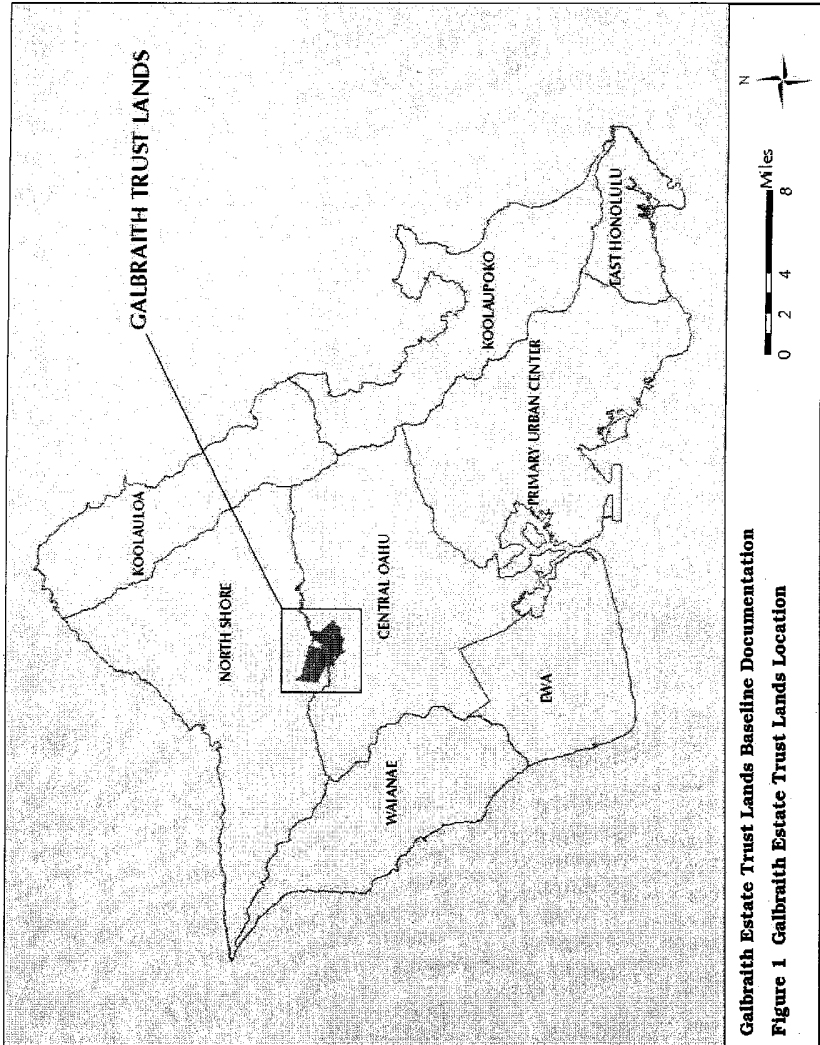 GALBRAITH TRUST LANDS
KOOLAULOA
NORTH SHORE
CENTRAL OAHU
WAIANAE
EWA
KOOLAUPOKO
PRIMARY URBAN CENTER
EAST HONOLULU
N
0 2 4 8
Miles
Galbraith Estate Trust Lands Baseline Documentation
Figure 1 Galbraith Estate Trust Lands Location